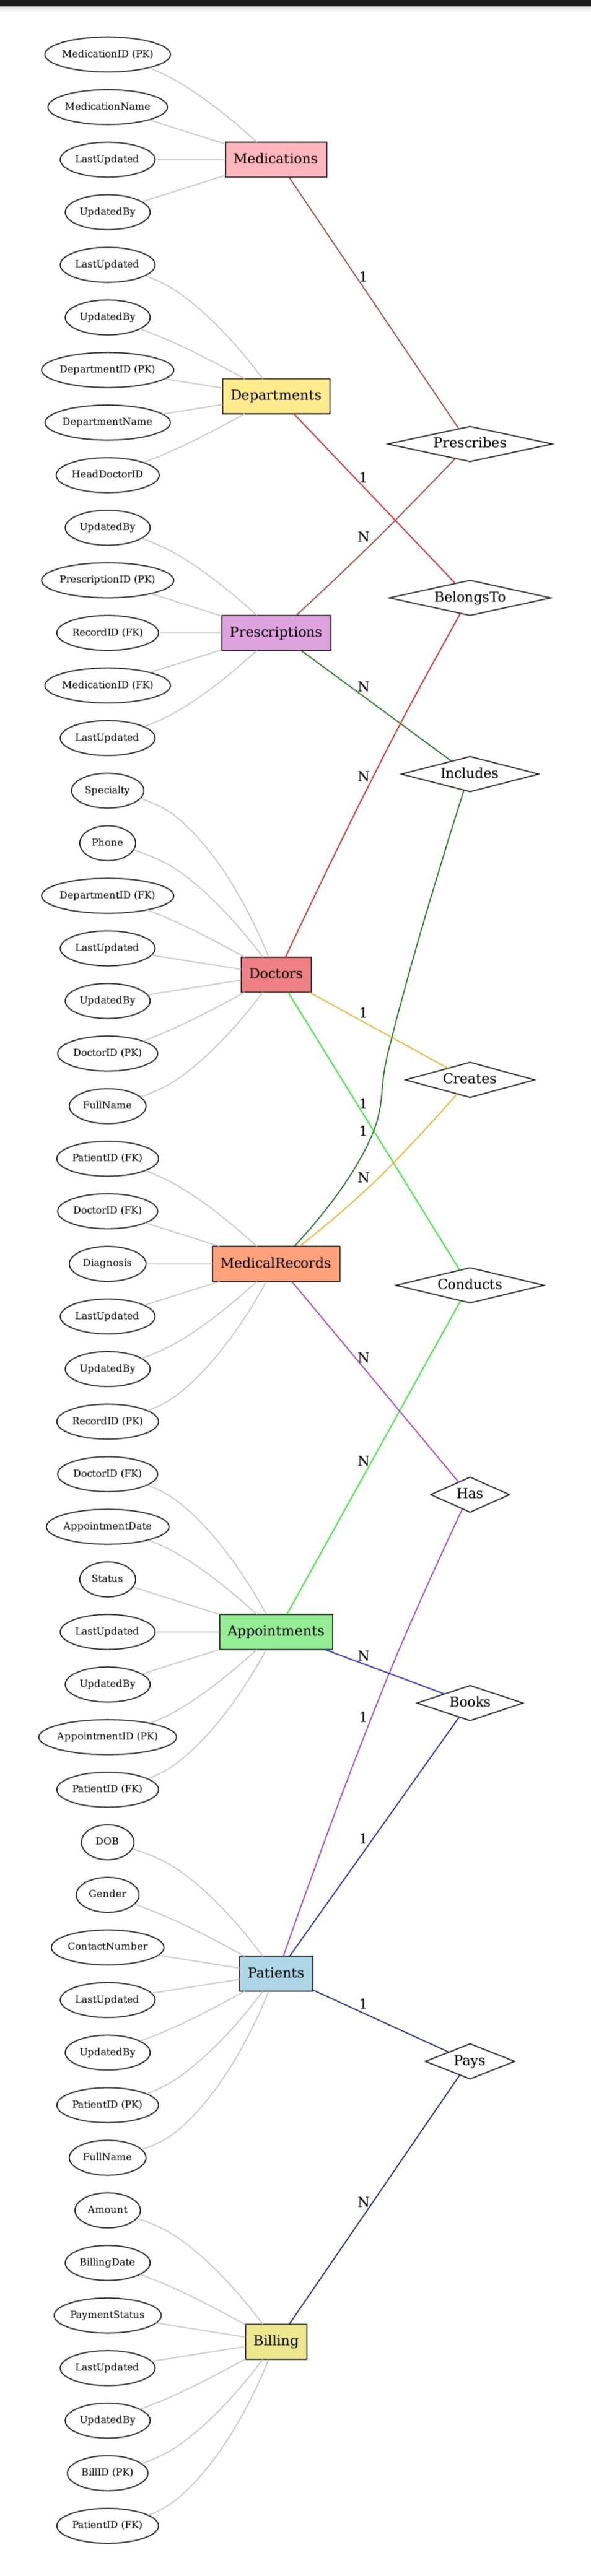 MedicationID (PK)
MedicationName
LastUpdated
UpdatedBy
Medications
1
LastUpdated
UpdatedBy
DepartmentID (PK)
DepartmentName
HeadDoctorID
Departments
Prescribes
1
N
UpdatedBy
PrescriptionID (PK)
RecordID (FK)
MedicationID (FK)
LastUpdated
Prescriptions
BelongsTo
N
N
Includes
Specialty
Phone
DepartmentID (FK)
LastUpdated
UpdatedBy
DoctorID (PK)
FullName
Doctors
1
Creates
1
1
N
PatientID (FK)
DoctorID (FK)
Diagnosis
LastUpdated
UpdatedBy
RecordID (PK)
MedicalRecords
Conducts
N
N
Has
DoctorID (FK)
AppointmentDate
Status
LastUpdated
UpdatedBy
AppointmentID (PK)
PatientID (FK)
Appointments
N
Books
1
1
DOB
Gender
ContactNumber
LastUpdated
UpdatedBy
PatientID (PK)
FullName
Patients
1
Pays
N
Amount
BillingDate
PaymentStatus
LastUpdated
UpdatedBy
BillID (PK)
PatientID (FK)
Billing